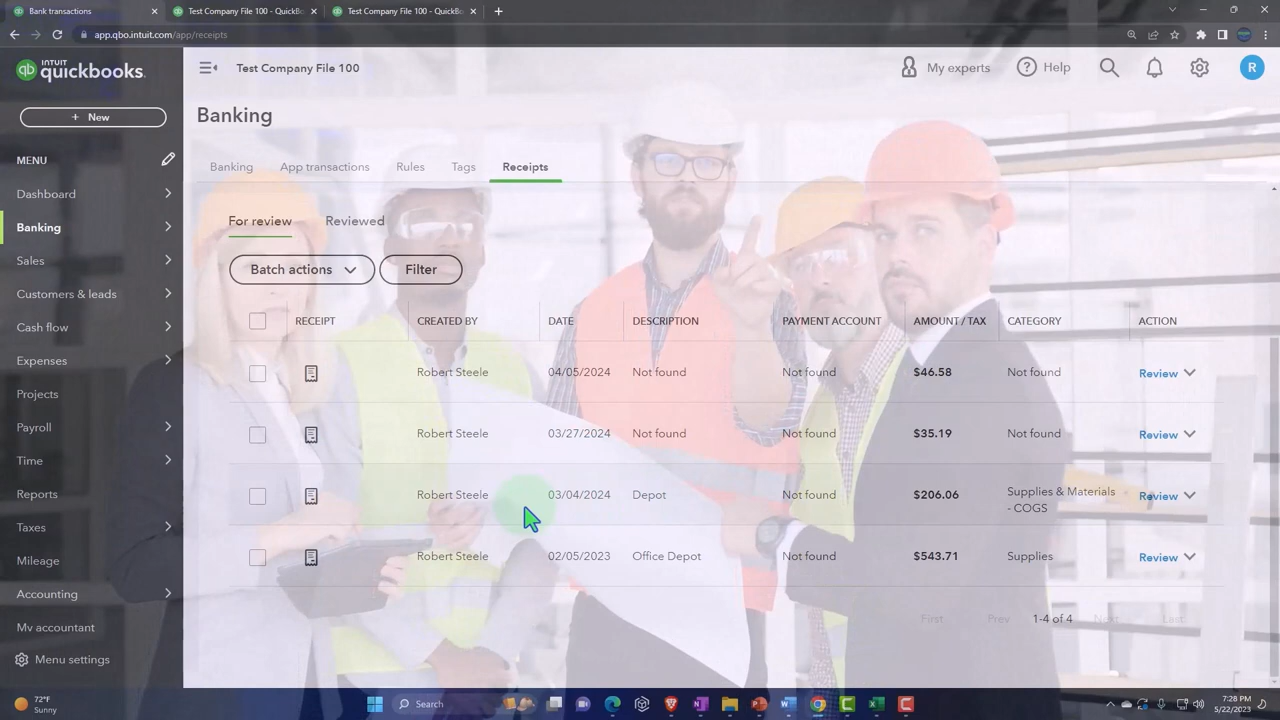 Bank transactions
Test Company File 100 - QuickBo
Test Company File 100 - QuickBo
app.qbo.intuit.com/app/receipts
INTUIT
quickbooks.
Test Company File 100
My experts
Help
R
+ New
Banking
MENU
Banking
App transactions
Rules
Tags
Receipts
Dashboard
Banking
Sales
Customers & leads
Cash flow
Expenses
Projects
Payroll
Time
Reports
Taxes
Mileage
Accounting
My accountant
Menu settings
For review
Reviewed
Batch actions
Filter
RECEIPT CREATED BY DATE DESCRIPTION PAYMENT ACCOUNT AMOUNT / TAX CATEGORY ACTION
Robert Steele 04/05/2024 Not found Not found $46.58 Not found Review
Robert Steele 03/27/2024 Not found Not found $35.19 Not found Review
Robert Steele 03/04/2024 Depot Not found $206.06 Supplies & Materials - COGS Review
Robert Steele 02/05/2023 Office Depot Not found $543.71 Supplies Review
First Prev 1-4 of 4 Next Last
72°F
Sunny
Search
7:28 PM
5/22/2023